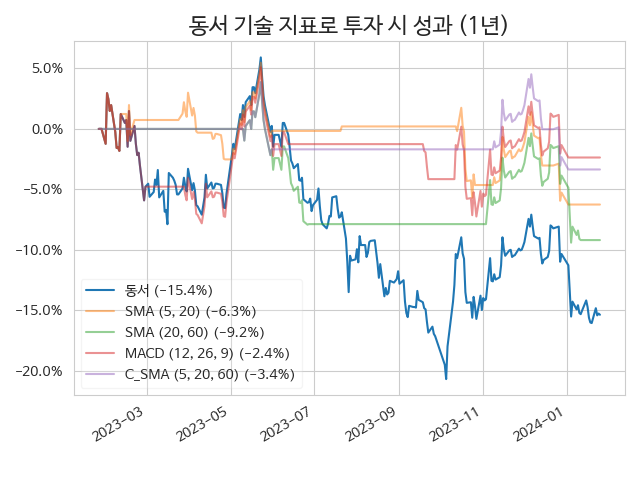 동서 기술 지표로 투자 시 성과 (1년)
5.0%
0.0%
−5.0%
−10.0%
−15.0%
−20.0%
동서 (−15.4%)
SMA (5, 20) (−6.3%)
SMA (20, 60) (−9.2%)
MACD (12, 26, 9) (−2.4%)
C_SMA (5, 20, 60) (−3.4%)
2023-03
2023-05
2023-07
2023-09
2023-11
2024-01